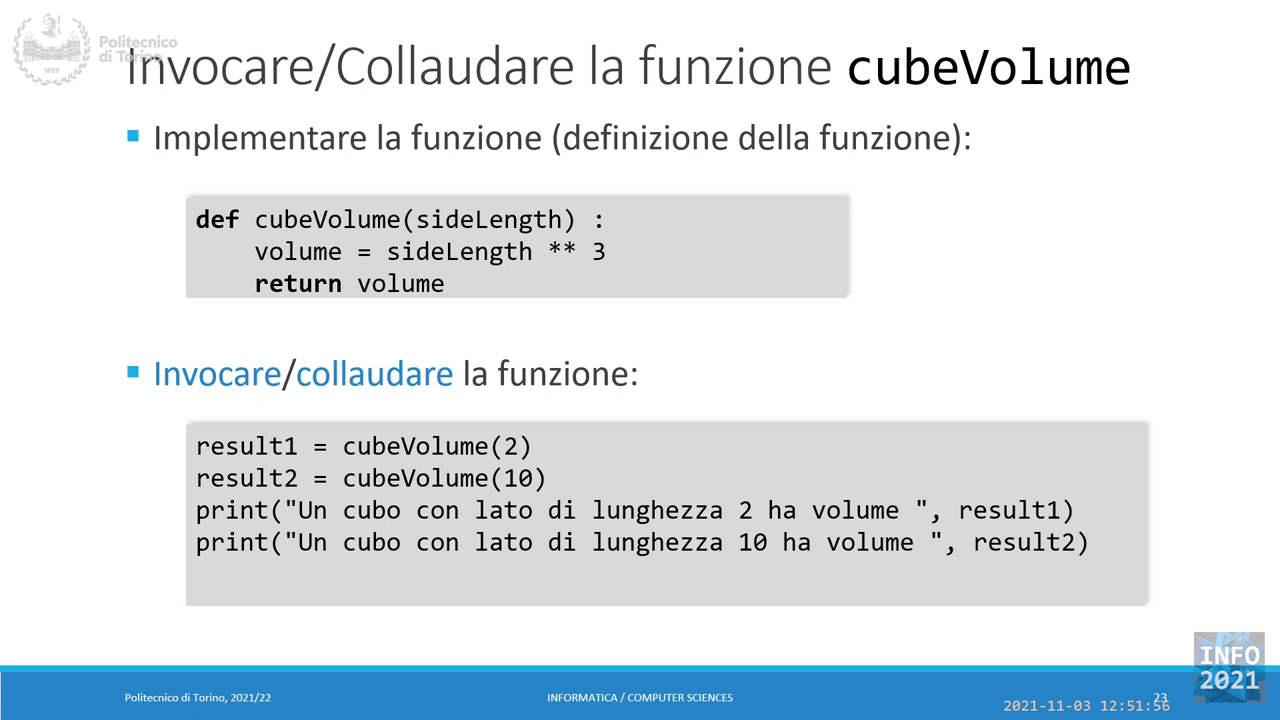 Politecnico
di Torino
1859
Invocare/Collaudare la funzione cubeVolume
Implementare la funzione (definizione della funzione):
def cubeVolume(sideLength) :
    volume = sideLength ** 3
    return volume
Invocare/collaudare la funzione:
result1 = cubeVolume(2)
result2 = cubeVolume(10)
print("Un cubo con lato di lunghezza 2 ha volume ", result1)
print("Un cubo con lato di lunghezza 10 ha volume ", result2)
INFO
2021
Politecnico di Torino, 2021/22
INFORMATICA / COMPUTER SCIENCES
23
2021-11-03 12:51:56